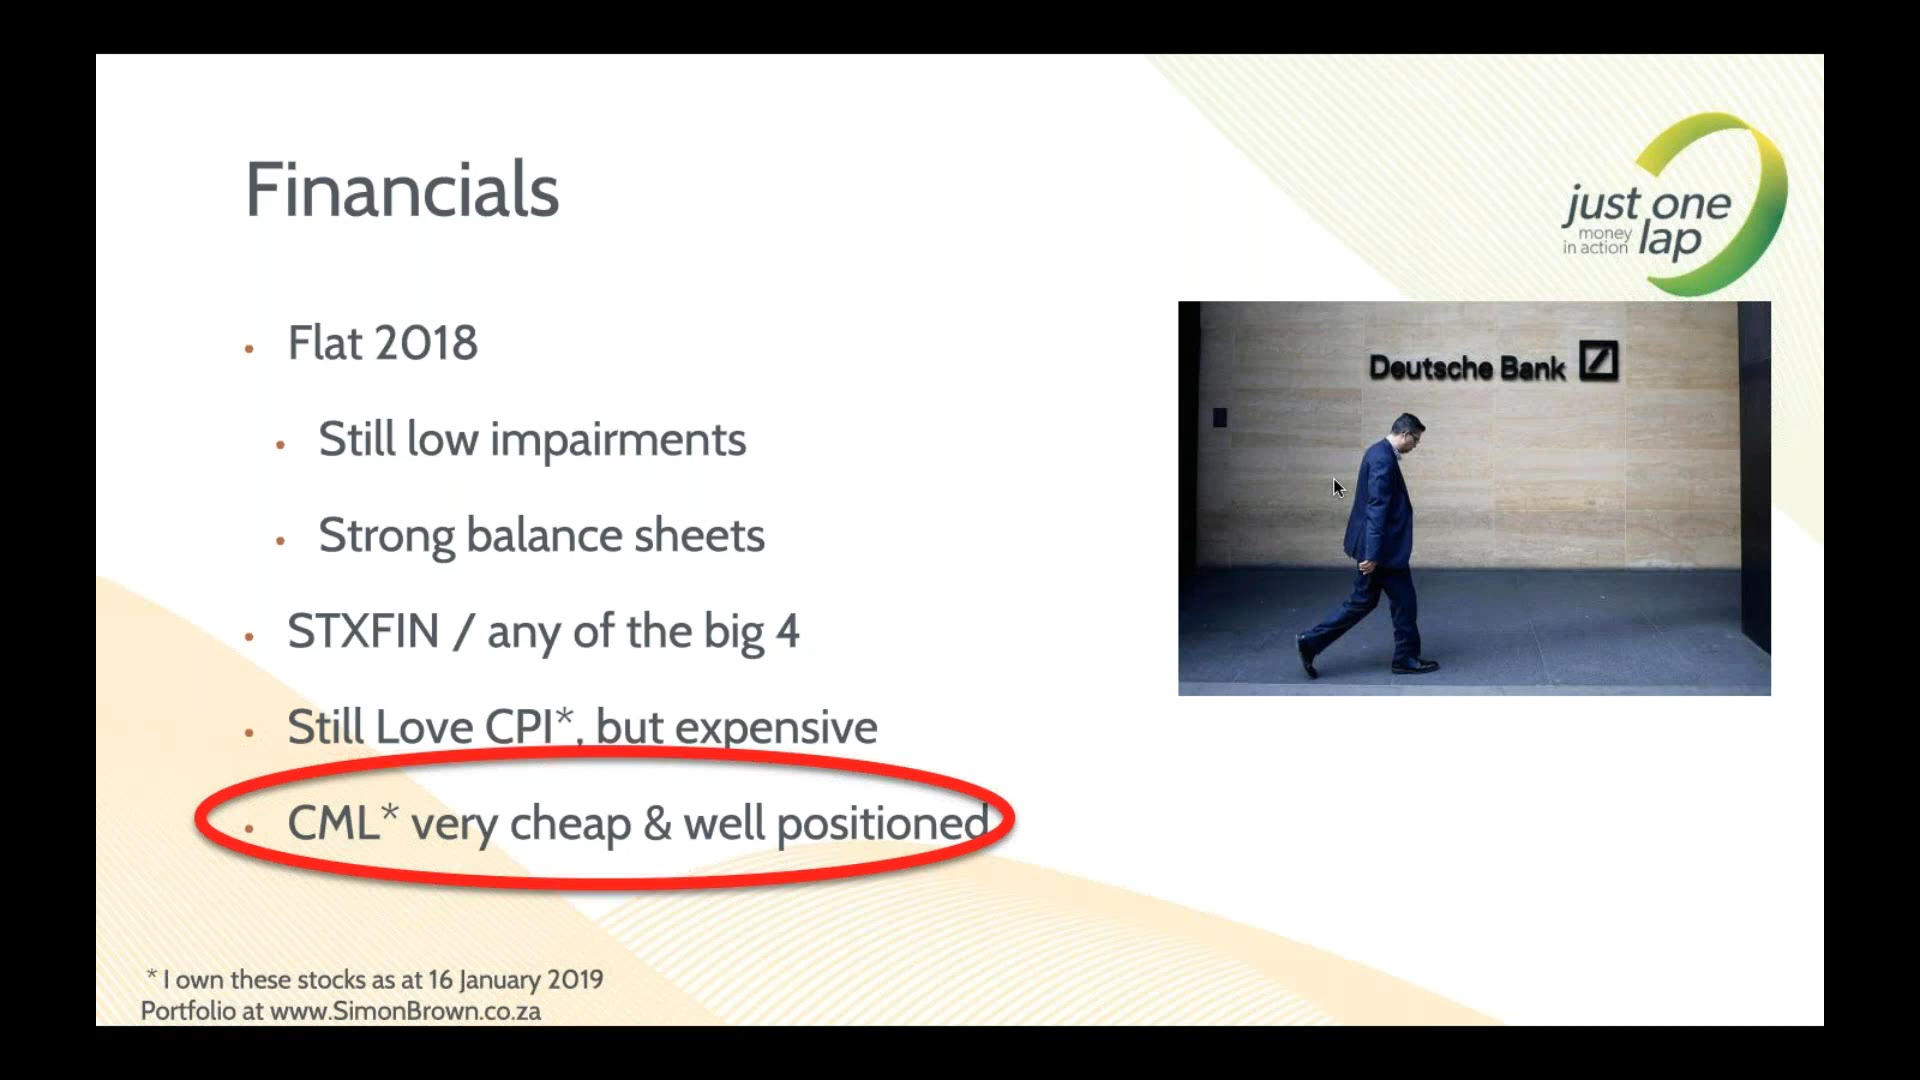 Financials
just one
money
in action
lap
Flat 2018
Deutsche Bank
Still low impairments
Strong balance sheets
STXFIN / any of the big 4
Still Love CPI*, but expensive
CML* very cheap & well positioned
* I own these stocks as at 16 January 2019
Portfolio at www.SimonBrown.co.za